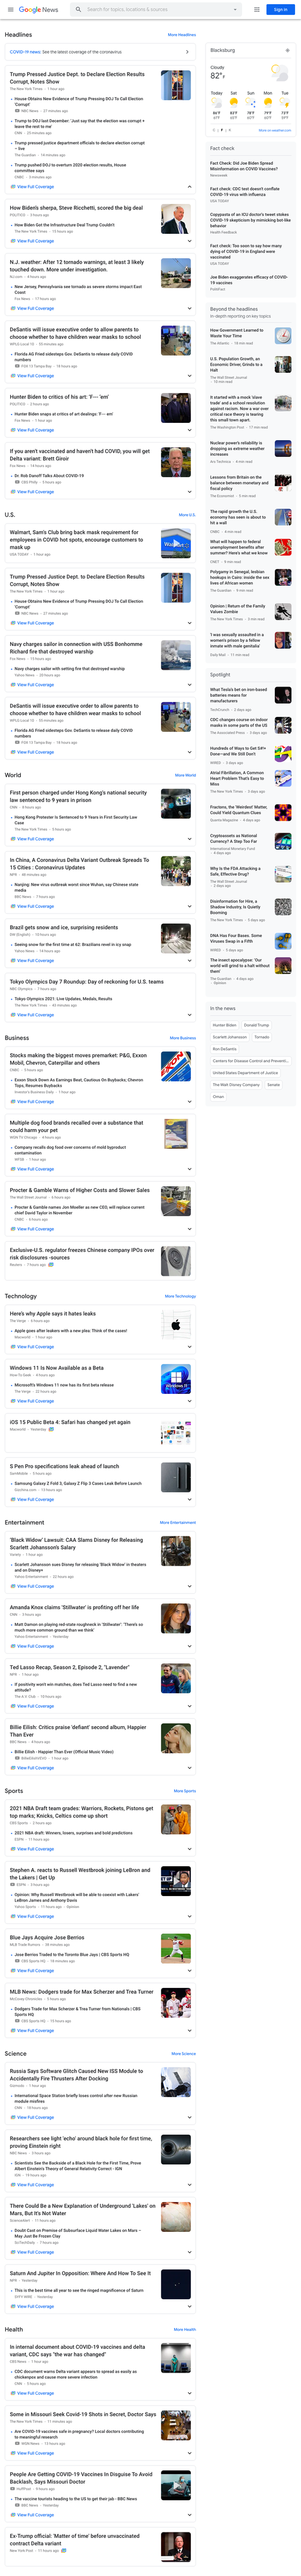 Google News
Search for topics, locations & sources
Sign in
Headlines
More Headlines
COVID-19 news: See the latest coverage of the coronavirus
Trump Pressed Justice Dept. to Declare Election Results
Corrupt, Notes Show
The New York Times · 1 hour ago
House Obtains New Evidence of Trump Pressing DOJ To Call Election
'Corrupt'
NBC News · 27 minutes ago
Trump to DOJ last December: 'Just say that the election was corrupt +
leave the rest to me'
CNN · 23 minutes ago
Trump pressed justice department officials to declare election corrupt
– live
The Guardian · 16 minutes ago
Trump pushed DOJ to overturn 2020 election results, House
committee says
CNBC · 2 minutes ago
View Full Coverage
How Biden's sherpa, Steve Ricchetti, scored the big deal
POLITICO · 3 hours ago
How Biden Got the Infrastructure Deal Trump Couldn't
The New York Times · 13 hours ago
View Full Coverage
N.J. weather: After 12 tornado warnings, at least 3 likely
touched down. More under investigation.
NJ.com · 4 hours ago
New Jersey, Pennsylvania see tornado as severe storms impact East
Coast
Fox News · 17 hours ago
View Full Coverage
DeSantis will issue executive order to allow parents to
choose whether to have children wear masks to school
WPLG Local 10 · 55 minutes ago
Florida AG Fried sidesteps Gov. DeSantis to release daily COVID
numbers
FOX 13 Tampa Bay · 18 hours ago
View Full Coverage
Hunter Biden to critics of his art: 'F--- 'em'
POLITICO · 3 hours ago
Hunter Biden snaps at critics of art dealings: 'F--- em'
Fox News · 1 hour ago
View Full Coverage
If you aren't vaccinated and haven't had COVID, you will get
Delta variant: Brett Giroir
Fox News · 14 hours ago
Dr. Rob Danoff Talks About COVID-19
CBS Philly · 5 hours ago
View Full Coverage
U.S.
More U.S.
Walmart, Sam's Club bring back mask requirement for
employees in COVID hot spots, encourage customers to
mask up
USA TODAY · 1 hour ago
Trump Pressed Justice Dept. to Declare Election Results
Corrupt, Notes Show
The New York Times · 1 hour ago
House Obtains New Evidence of Trump Pressing DOJ To Call Election
'Corrupt'
NBC News · 27 minutes ago
View Full Coverage
Navy charges sailor in connection with USS Bonhomme
Richard fire that destroyed warship
Fox News · 15 hours ago
Navy charges sailor with setting fire that destroyed warship
Yahoo News · 20 hours ago
View Full Coverage
DeSantis will issue executive order to allow parents to
choose whether to have children wear masks to school
WPLG Local 10 · 55 minutes ago
Florida AG Fried sidesteps Gov. DeSantis to release daily COVID
numbers
FOX 13 Tampa Bay · 18 hours ago
View Full Coverage
World
More World
First person charged under Hong Kong's national security
law sentenced to 9 years in prison
CNN · 8 hours ago
Hong Kong Protester Is Sentenced to 9 Years in First Security Law
Case
The New York Times · 5 hours ago
View Full Coverage
In China, A Coronavirus Delta Variant Outbreak Spreads To
15 Cities : Coronavirus Updates
NPR · 46 minutes ago
Nanjing: New virus outbreak worst since Wuhan, say Chinese state
media
BBC News · 7 hours ago
View Full Coverage
Brazil gets snow and ice, surprising residents
DW (English) · 16 hours ago
Seeing snow for the first time at 62: Brazilians revel in icy snap
Yahoo News · 14 hours ago
View Full Coverage
Tokyo Olympics Day 7 Roundup: Day of reckoning for U.S. teams
NBC Olympics · 7 hours ago
Tokyo Olympics 2021: Live Updates, Medals, Results
The New York Times · 43 minutes ago
View Full Coverage
Business
More Business
Stocks making the biggest moves premarket: P&G, Exxon
Mobil, Chevron, Caterpillar and others
CNBC · 5 hours ago
Exxon Stock Down As Earnings Beat, Cautious On Buybacks; Chevron
Tops, Resumes Buybacks
Investor's Business Daily · 1 hour ago
View Full Coverage
Multiple dog food brands recalled over a substance that
could harm your pet
WGN TV Chicago · 4 hours ago
Company recalls dog food over concerns of mold byproduct
contamination
WFSB · 1 hour ago
View Full Coverage
Procter & Gamble Warns of Higher Costs and Slower Sales
The Wall Street Journal · 4 hours ago
Procter & Gamble names Jon Moeller as new CEO; will replace current
chief David Taylor in November
CNBC · 6 hours ago
View Full Coverage
Exclusive-U.S. regulator freezes Chinese company IPOs over
risk disclosures -sources
Reuters · 7 hours ago
Technology
More Technology
Here's why Apple says it hates leaks
The Verge · 6 hours ago
Apple goes after leakers with a new plea: Think of the cases!
Macworld · 1 hour ago
View Full Coverage
Windows 11 Is Now Available as a Beta
How-To Geek · 4 hours ago
Microsoft's Windows 11 now has its first beta release
The Verge · 22 hours ago
View Full Coverage
iOS 15 Public Beta 4: Safari has changed yet again
Macworld · Yesterday
S Pen Pro specifications leak ahead of launch
SamMobile · 5 hours ago
Samsung Galaxy Z Fold 3, Galaxy Z Flip 3 Cases Leak Before Launch
Gizchina.com · 13 hours ago
View Full Coverage
Entertainment
More Entertainment
'Black Widow' Lawsuit: CAA Slams Disney for Releasing
Scarlett Johansson's Salary
Variety · 1 hour ago
Scarlett Johansson sues Disney for releasing 'Black Widow' in theaters
and on Disney+
Yahoo Entertainment · 22 hours ago
View Full Coverage
Amanda Knox claims 'Stillwater' is profiting off her life
CNN · 3 hours ago
Matt Damon on playing red-state roughneck in 'Stillwater': "There's so
much more common ground than we think'
Yahoo Entertainment · Yesterday
View Full Coverage
Ted Lasso Recap, Season 2, Episode 2, "Lavender"
NPR · 1 hour ago
If positivity won't win matches, does Ted Lasso need to find a new
attitude?
The A.V. Club · 10 hours ago
View Full Coverage
Billie Eilish: Critics praise 'defiant' second album, Happier
Than Ever
BBC News · 4 hours ago
Billie Eilish - Happier Than Ever (Official Music Video)
BillieEilishVEVO · 1 hour ago
View Full Coverage
Sports
More Sports
2021 NBA Draft team grades: Warriors, Rockets, Pistons get
top marks; Knicks, Celtics come up short
CBS Sports · 2 hours ago
2021 NBA draft: Winners, losers, surprises and bold predictions
ESPN · 11 hours ago
View Full Coverage
Stephen A. reacts to Russell Westbrook joining LeBron and
the Lakers | Get Up
ESPN · 3 hours ago
Opinion: Why Russell Westbrook will be able to coexist with Lakers'
LeBron James and Anthony Davis
Yahoo Sports · 11 hours ago · Opinion
View Full Coverage
Blue Jays Acquire Jose Berrios
MLB Trade Rumors · 36 minutes ago
Jose Berrios Traded to the Toronto Blue Jays | CBS Sports HQ
CBS Sports HQ · 18 minutes ago
View Full Coverage
MLB News: Dodgers trade for Max Scherzer and Trea Turner
McCovey Chronicles · 5 hours ago
Dodgers Trade for Max Scherzer & Trea Turner from Nationals | CBS
Sports HQ
CBS Sports HQ · 15 hours ago
View Full Coverage
Science
More Science
Russia Says Software Glitch Caused New ISS Module to
Accidentally Fire Thrusters After Docking
Gizmodo · 1 hour ago
International Space Station briefly loses control after new Russian
module misfires
CNN · 18 hours ago
View Full Coverage
Researchers see light 'echo' around black hole for first time,
proving Einstein right
NBC News · 3 hours ago
Scientists See the Backside of a Black Hole for the First Time, Prove
Albert Einstein's Theory of General Relativity Correct - IGN
IGN · 19 hours ago
View Full Coverage
There Could Be a New Explanation of Underground 'Lakes' on
Mars, But It's Not Water
ScienceAlert · 11 hours ago
Doubt Cast on Premise of Subsurface Liquid Water Lakes on Mars –
May Just Be Frozen Clay
SciTechDaily · 7 hours ago
View Full Coverage
Saturn And Jupiter In Opposition: Where And How To See It
NPR · Yesterday
This is the best time all year to see the ringed magnificence of Saturn
SYFY WIRE · Yesterday
View Full Coverage
Health
More Health
In internal document about COVID-19 vaccines and delta
variant, CDC says "the war has changed"
CBS News · 1 hour ago
CDC document warns Delta variant appears to spread as easily as
chickenpox and cause more severe infection
CNN · 3 hours ago
View Full Coverage
Some in Missouri Seek Covid-19 Shots in Secret, Doctor Says
The New York Times · 11 minutes ago
Are COVID-19 vaccines safe in pregnancy? Local doctors contributing
to meaningful research
WGN News · 13 hours ago
View Full Coverage
People Are Getting COVID-19 Vaccines In Disguise To Avoid
Backlash, Says Missouri Doctor
HuffPost · 9 hours ago
The vaccine tourists heading to the US to get their jab - BBC News
BBC News · Yesterday
View Full Coverage
Ex-Trump official: 'Matter of time' before unvaccinated
contract Delta variant
New York Post · 11 hours ago
Blacksburg
Cloudy
82°F
Today Sat Sun Mon Tue
C | F | K
More on weather.com
Fact check
Fact Check: Did Joe Biden Spread
Misinformation on COVID Vaccines?
Newsweek
Fact check: CDC test doesn't conflate
COVID-19 virus with influenza
USA TODAY
Copypasta of an ICU doctor's tweet stokes
COVID-19 skepticism by mimicking bot-like
behavior
Health Feedback
Fact check: Too soon to say how many
dying of COVID-19 in England were
vaccinated
USA TODAY
Joe Biden exaggerates efficacy of COVID-
19 vaccines
PolitiFact
Beyond the headlines
In-depth reporting on key topics
How Government Learned to
Waste Your Time
The Atlantic
U.S. Population Growth, an
Economic Driver, Grinds to a
Halt
The Wall Street Journal
It started with a mock 'slave
trade' and a school resolution
against racism. Now a war over
critical race theory is tearing
this small town apart.
The Washington Post
Nuclear power's reliability is
dropping as extreme weather
increases
Ars Technica
Lessons from Britain on the
balance between monetary and
fiscal policy
The Economist
The rapid growth the U.S.
economy has seen is about to
hit a wall
CNBC
What will happen to federal
unemployment benefits after
summer? Here's what we know
CNET
Polygamy in Senegal, lesbian
hookups in Cairo: inside the sex
lives of African women
The Guardian
Opinion | Return of the Family
Values Zombie
The New York Times
'I was sexually assaulted in a
women's prison by a fellow
inmate with male genitalia'
Daily Mail
Spotlight
What Tesla's bet on iron-based
batteries means for
manufacturers
TechCrunch · 2 days ago
CDC changes course on indoor
masks in some parts of the US
The Associated Press · 3 days ago
Hundreds of Ways to Get S#!+
Done—and We Still Don't
WIRED · 3 days ago
Atrial Fibrillation, A Common
Heart Problem That's Easy to
Miss
The New York Times
Fractons, the 'Weirdest' Matter,
Could Yield Quantum Clues
Quanta Magazine · 4 days ago
Cryptoassets as National
Currency? A Step Too Far
International Monetary Fund
Why Is the FDA Attacking a
Safe, Effective Drug?
The Wall Street Journal
Disinformation for Hire, a
Shadow Industry, Is Quietly
Booming
The New York Times · 5 days ago
DNA Has Four Bases. Some
Viruses Swap in a Fifth
WIRED · 5 days ago
The insect apocalypse: 'Our
world will grind to a halt without
them'
The Guardian
Opinion
In the news
Hunter Biden
Donald Trump
Scarlett Johansson
Tornado
Ron DeSantis
Centers for Disease Control and Preventi...
United States Department of Justice
The Walt Disney Company
Senate
Oman